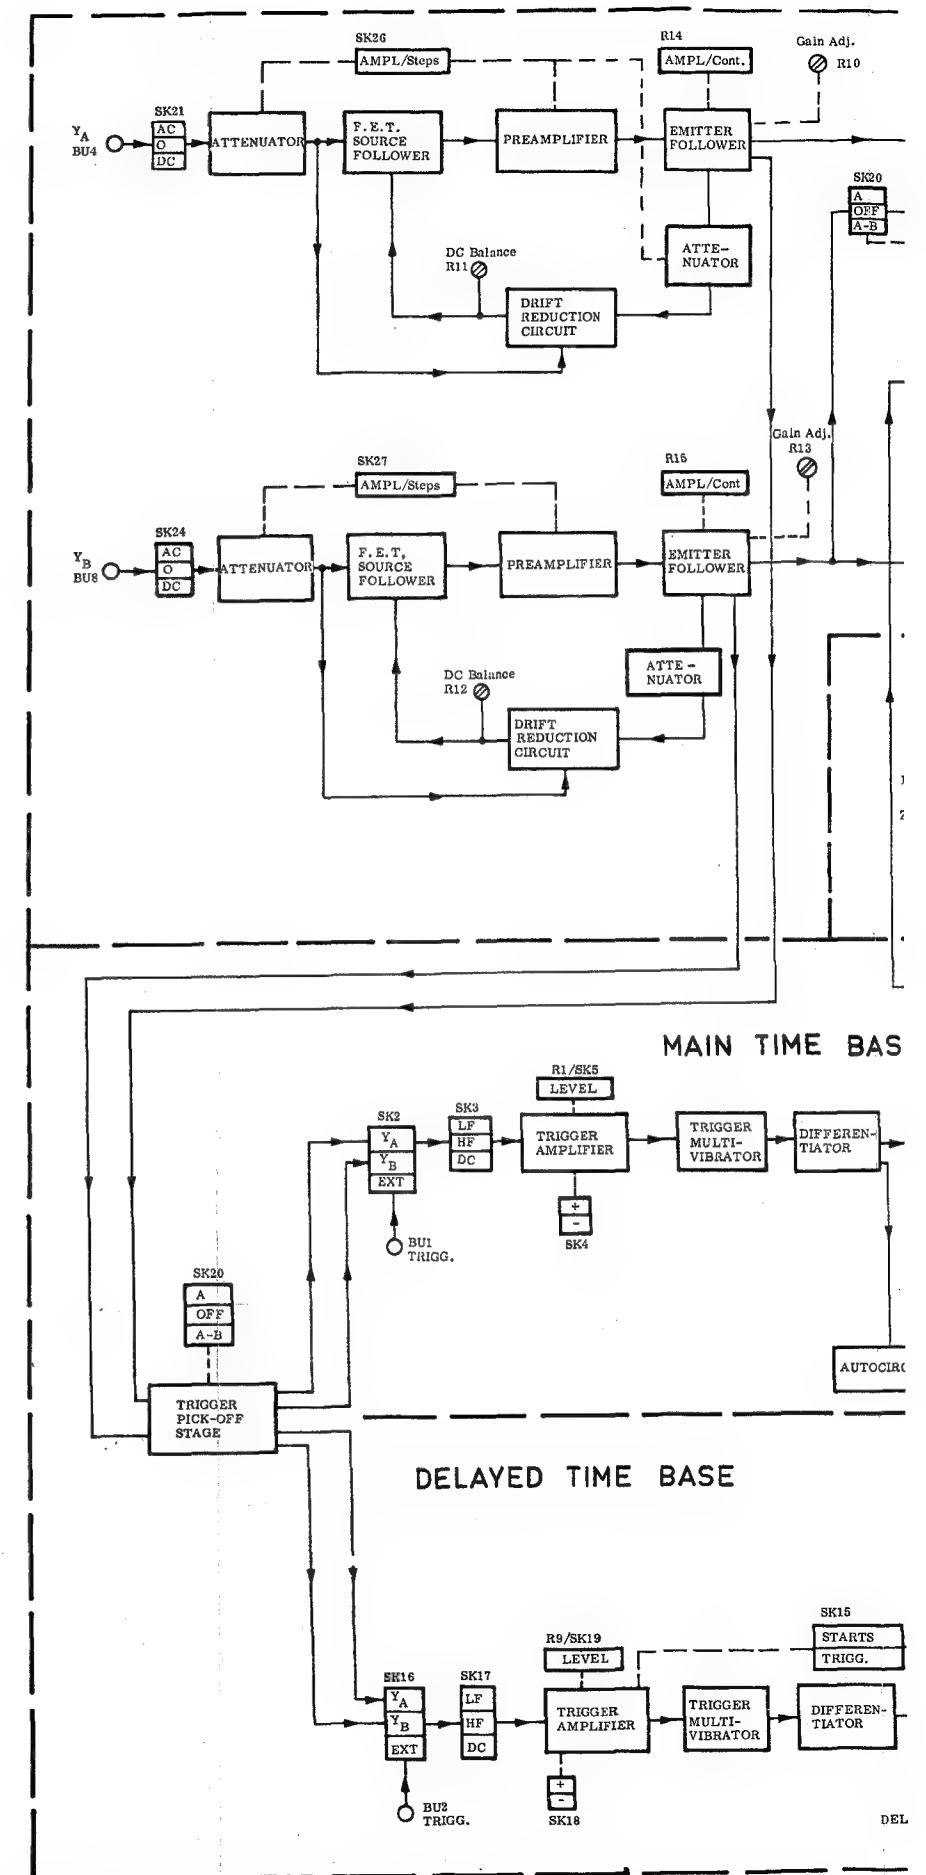 SK26
AMPL/Steps
R14
AMPL/Cont.
Gain Adj.
R10
YA
BU4
SK21
AC
O
DC
ATTENUATOR
F.E.T.
SOURCE
FOLLOWER
PREAMPLIFIER
EMITTER
FOLLOWER
SK20
A
OFF
A-B
ATTE-
NUATOR
DC Balance
R11
DRIFT
REDUCTION
CIRCUIT
Gain Adj.
R13
SK27
AMPL/Steps
R15
AMPL/Cont
YB
BU8
SK24
AC
O
DC
ATTENUATOR
F.E.T,
SOURCE
FOLLOWER
PREAMPLIFIER
EMITTER
FOLLOWER
ATTE-
NUATOR
DC Balance
R12
DRIFT
REDUCTION
CIRCUIT
MAIN TIME BAS
R1/SK5
LEVEL
SK2
YA
YB
EXT
SK3
LF
HF
DC
TRIGGER
AMPLIFIER
TRIGGER
MULTI-
VIBRATOR
DIFFEREN-
TIATOR
+
-
SK4
BU1
TRIGG.
SK20
A
OFF
A-B
AUTOCIRC
TRIGGER
PICK-OFF
STAGE
DELAYED TIME BASE
SK15
STARTS
TRIGG.
R9/SK19
LEVEL
SK16
YA
YB
EXT
SK17
LF
HF
DC
TRIGGER
AMPLIFIER
TRIGGER
MULTI-
VIBRATOR
DIFFEREN-
TIATOR
+
-
SK18
BU2
TRIGG.
DEL